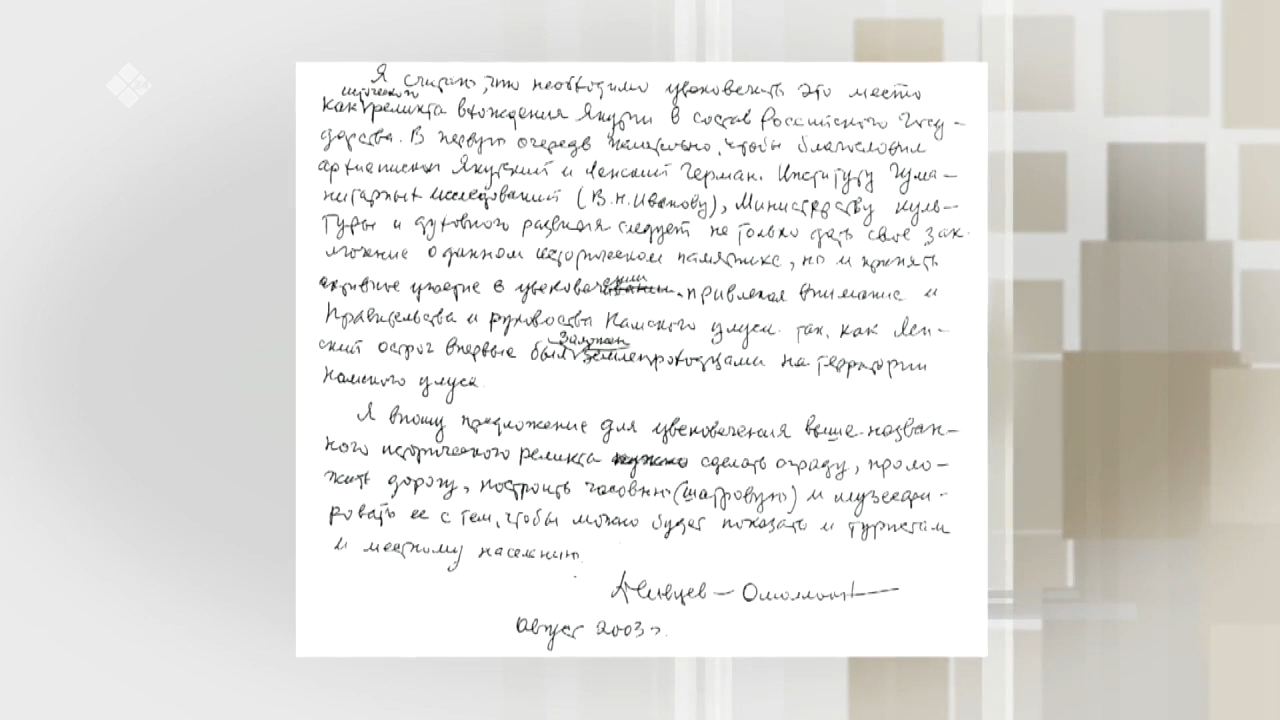 Я считаю, что необходимо увековечить это место
исторического
как реликта вхождения Якутии в состав Российского Госу-
дарства. В первую очередь желательно, чтобы благословил
архиепископ Якутский и Ленский Герман. Институту Гума-
нитарных исследований (В.Н.Иванову), Министерству куль-
туры и духовного развития следует не только дать свое зак-
лючение о данном историческом памятнике, но и принять
активное участие в увековечении, привлекая внимание и
Правительства и руководства Намского улуса. так, как Лен-
заложен
ский острог впервые был землепроходцами на территории
Намского улуса.
Я вношу предложение для увековечения выше-назван-
ного исторического реликта нужно сделать ограду, проло-
жить дорогу, построить часовню (шатровую) и музеефи-
ровать ее с тем, чтобы можно будет показать и туристам
и местному населению.
август 2003 г.